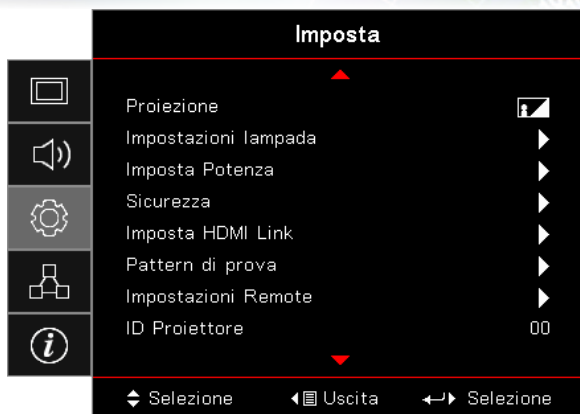 Imposta
Proiezione
Impostazioni lampada
Imposta Potenza
Sicurezza
Imposta HDMI Link
Pattern di prova
Impostazioni Remote
ID Proiettore 00
Selezione Uscita Selezione